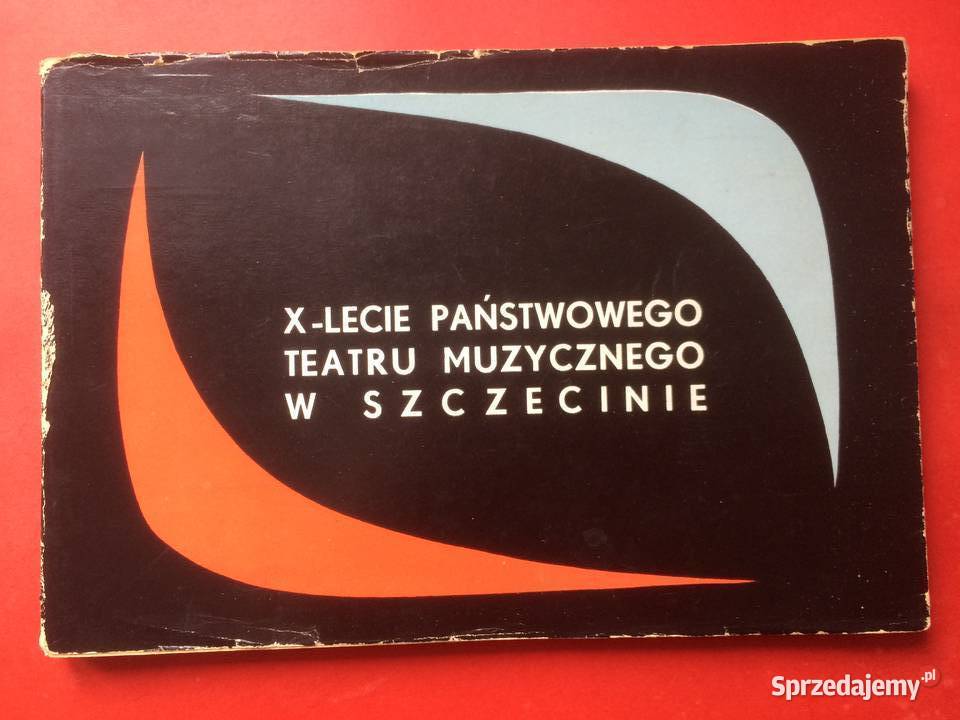 X-LECIE PAŃSTWOWEGO
TEATRU MUZYCZNEGO
W SZCZECINIE
Sprzedajemy.pl